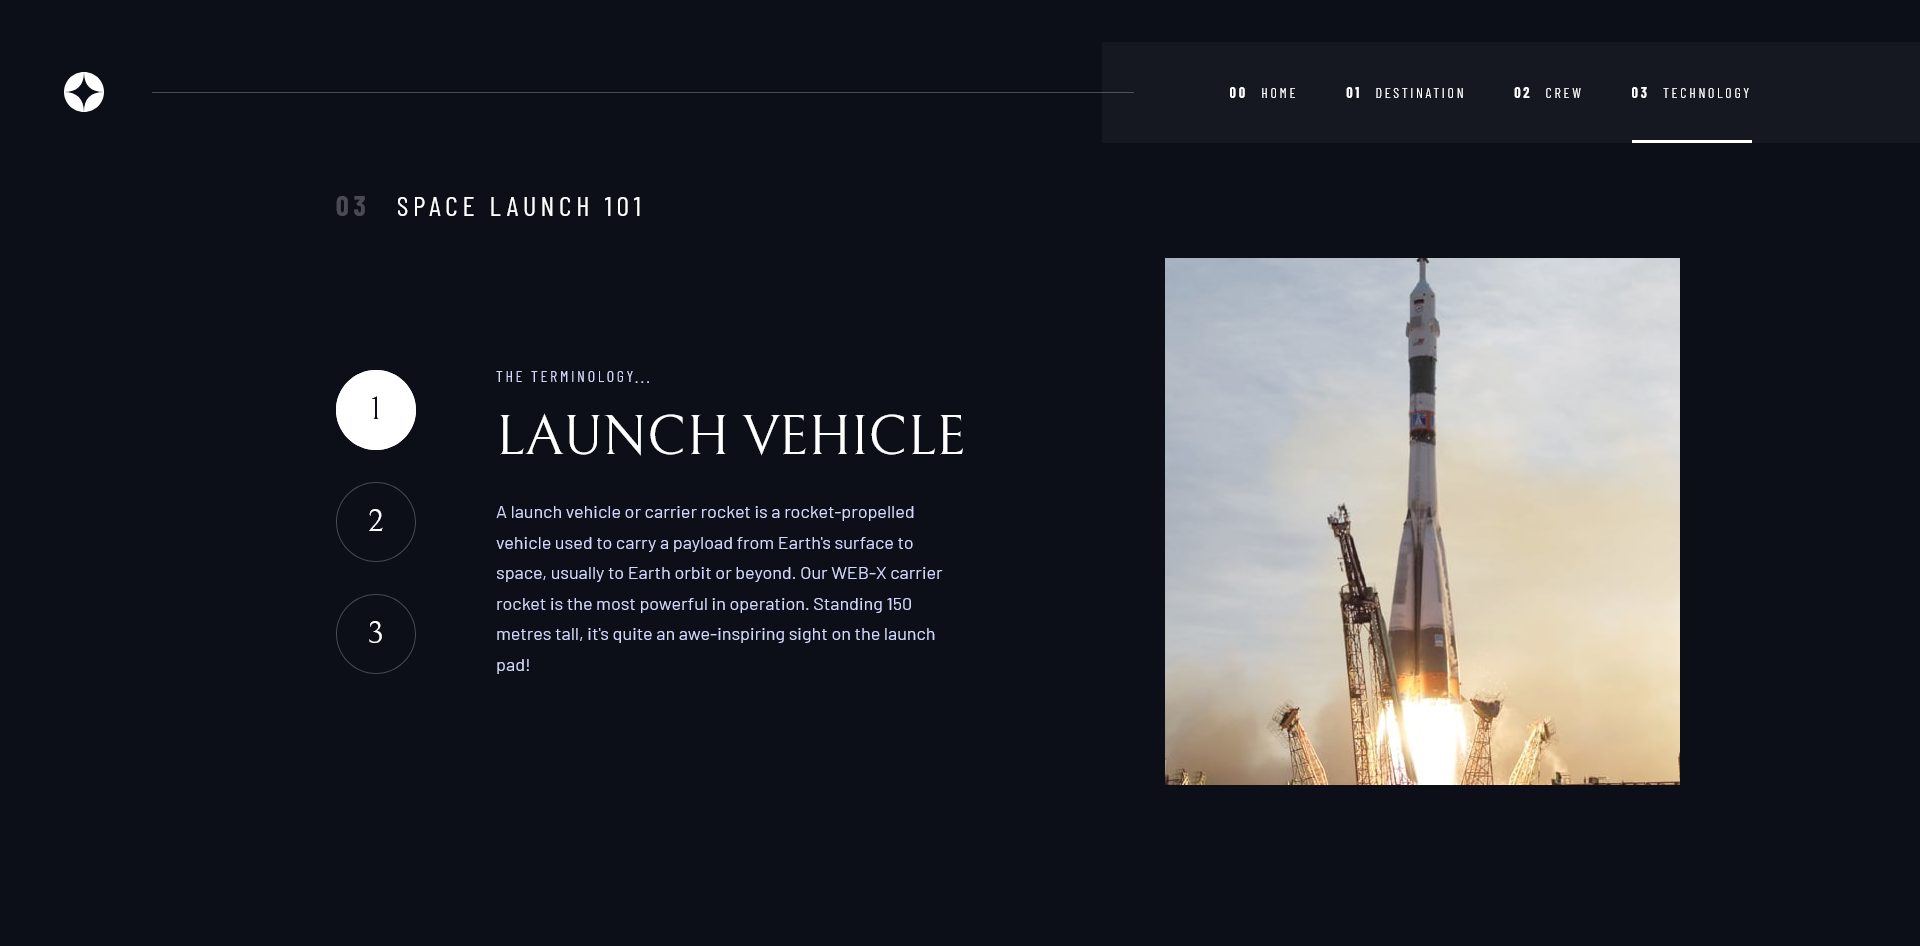 00 HOME 01 DESTINATION 02 CREW 03 TECHNOLOGY
03 SPACE LAUNCH 101
1
2
3
THE TERMINOLOGY...
LAUNCH VEHICLE
A launch vehicle or carrier rocket is a rocket-propelled
vehicle used to carry a payload from Earth's surface to
space, usually to Earth orbit or beyond. Our WEB-X carrier
rocket is the most powerful in operation. Standing 150
metres tall, it's quite an awe-inspiring sight on the launch
pad!